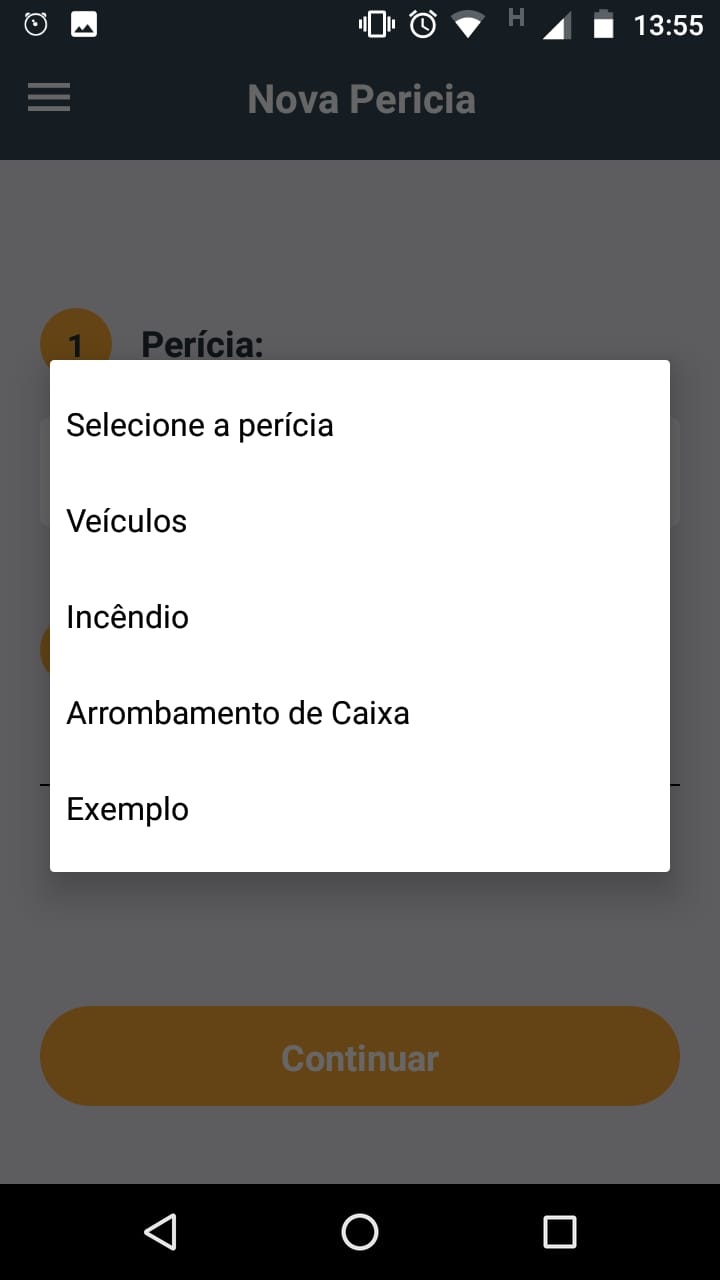 H 13:55
Nova Pericia
1 Perícia:
Selecione a perícia
Veículos
Incêndio
Arrombamento de Caixa
Exemplo
Continuar